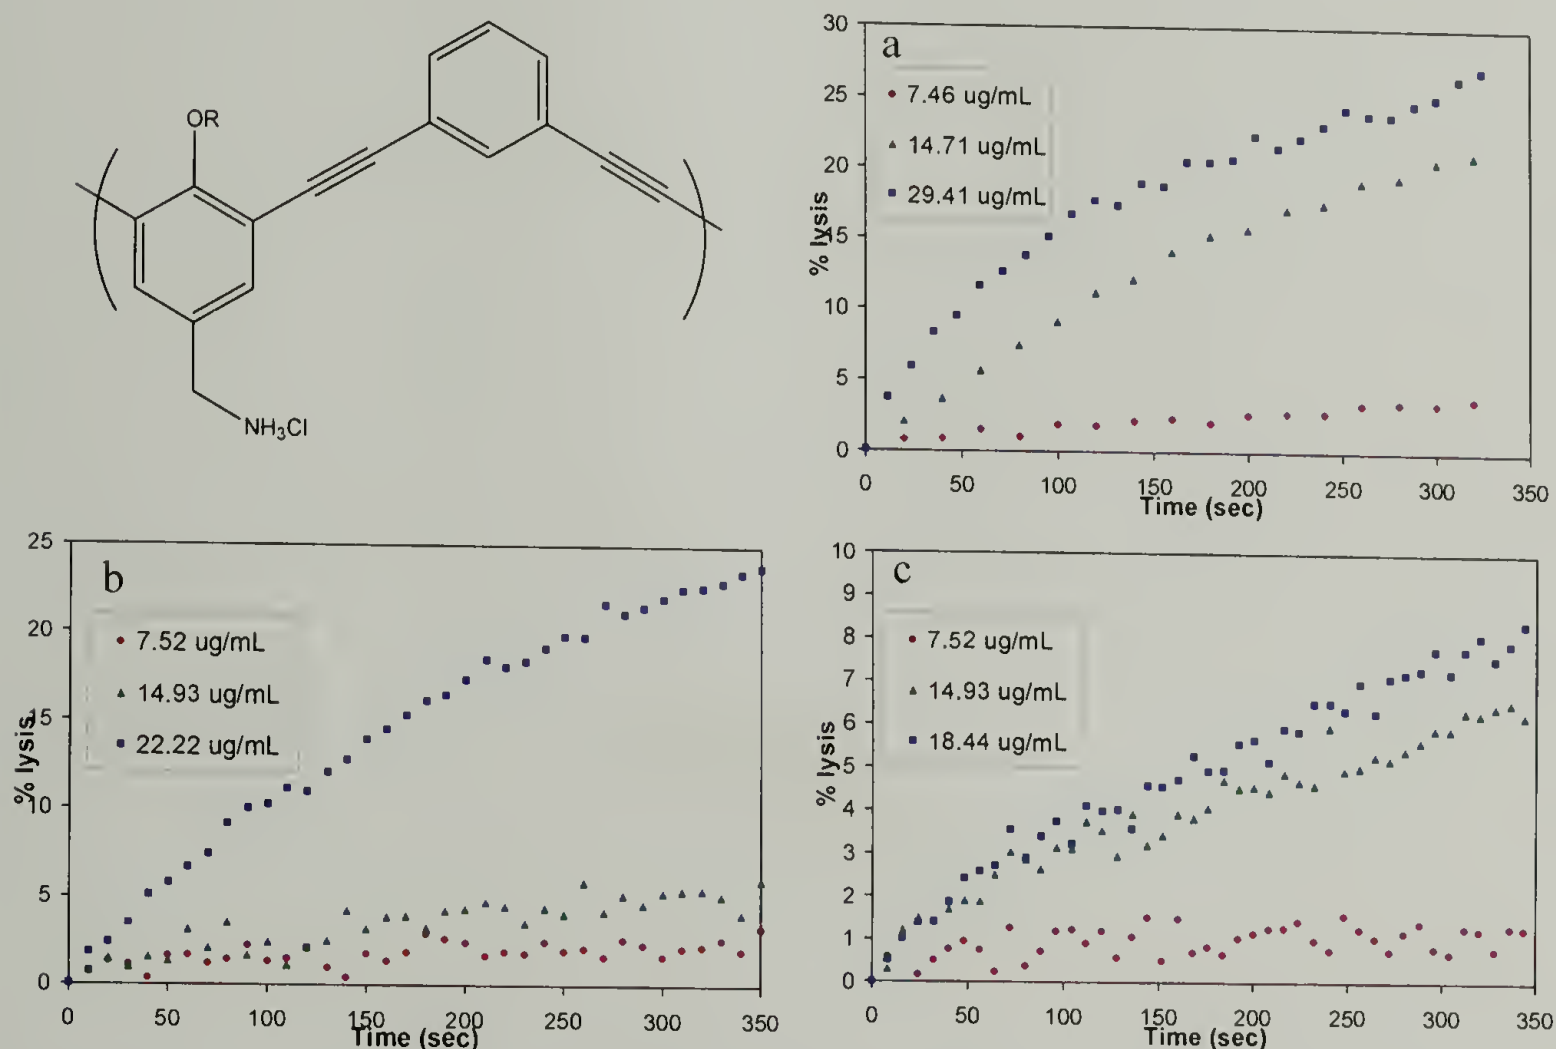 OR
NH₃Cl
a
7.46 ug/mL
14.71 ug/mL
29.41 ug/mL
30
25
20
15
10
5
0
% lysis
0 50 100 150 200 250 300 350
Time (sec)
b
7.52 ug/mL
14.93 ug/mL
22.22 ug/mL
25
20
15
10
5
0
% lysis
0 50 100 150 200 250 300 350
Time (sec)
c
7.52 ug/mL
14.93 ug/mL
18.44 ug/mL
10
9
8
7
6
5
4
3
2
1
0
% lysis
0 50 100 150 200 250 300 350
Time (sec)